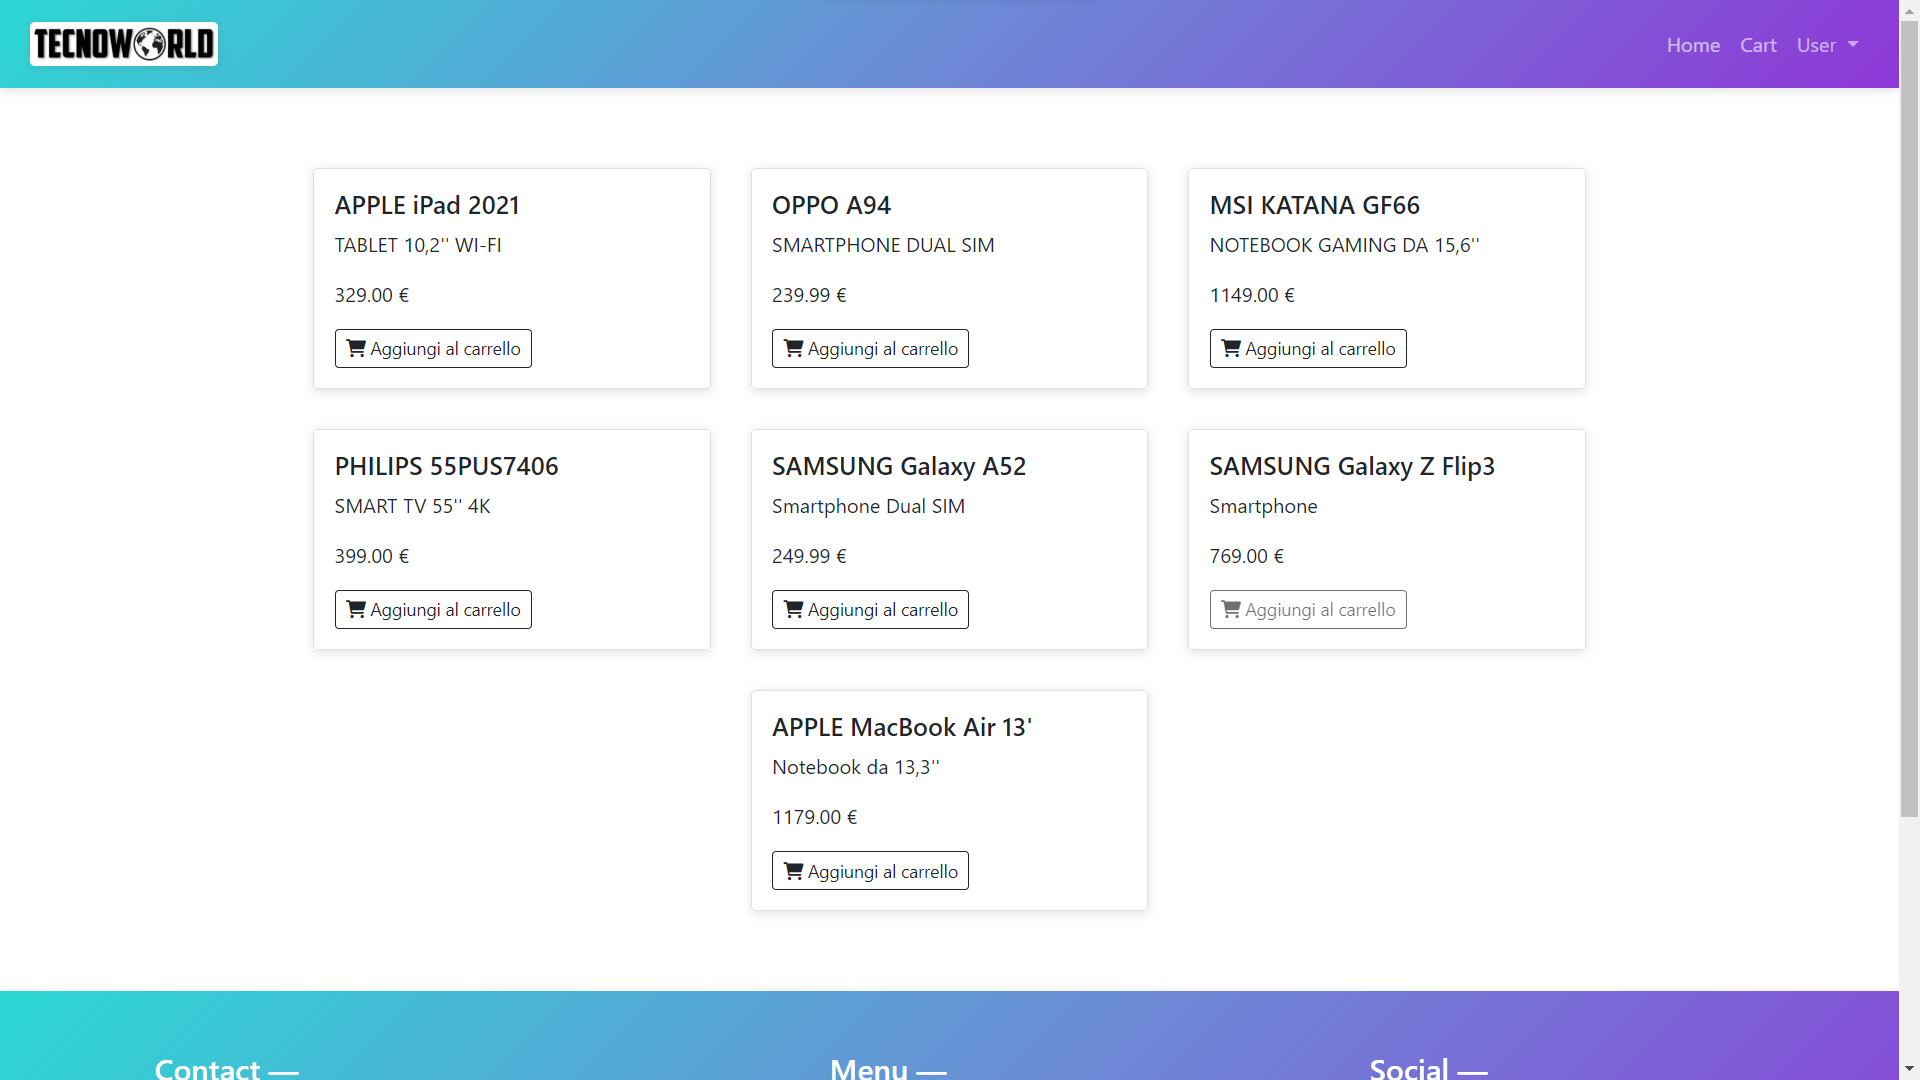 TECNOWORLD
Home Cart User
APPLE iPad 2021
TABLET 10,2'' WI-FI
329.00 €
Aggiungi al carrello
OPPO A94
SMARTPHONE DUAL SIM
239.99 €
Aggiungi al carrello
MSI KATANA GF66
NOTEBOOK GAMING DA 15,6''
1149.00 €
Aggiungi al carrello
PHILIPS 55PUS7406
SMART TV 55'' 4K
399.00 €
Aggiungi al carrello
SAMSUNG Galaxy A52
Smartphone Dual SIM
249.99 €
Aggiungi al carrello
SAMSUNG Galaxy Z Flip3
Smartphone
769.00 €
Aggiungi al carrello
APPLE MacBook Air 13'
Notebook da 13,3''
1179.00 €
Aggiungi al carrello
Contact —
Menu —
Social —